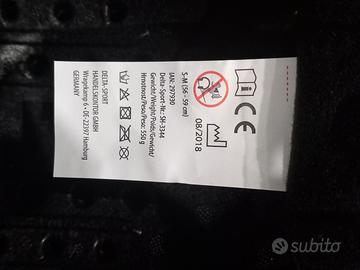 S-M (56 - 59 cm)
IAN: 297930
Delta-Sport-Nr.: SH-3344
Gewicht/Weight/Poids/Gewicht/
Hmotnost/Peso/Peso: 550 g
DELTA-SPORT
HANDELSKONTOR GMBH
Wragekamp 6 • DE-22397 Hamburg
GERMANY
CE
08/2018
subito